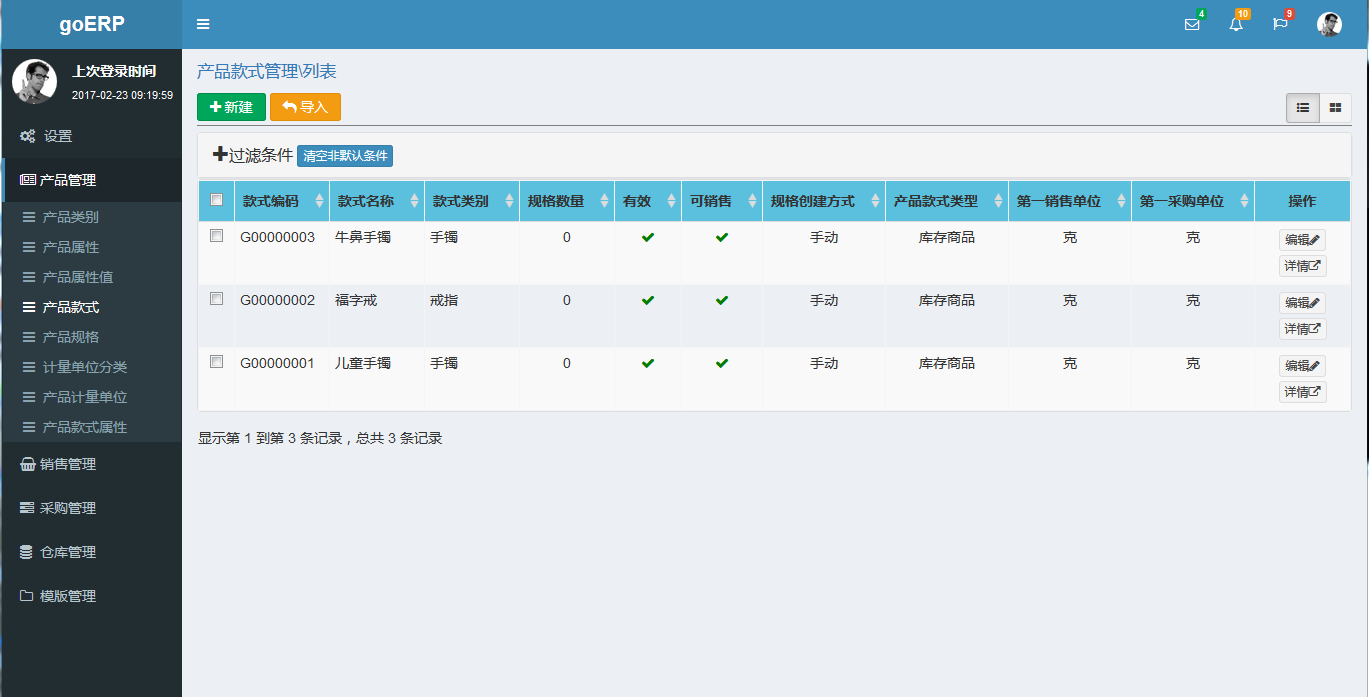 goERP
4
10
9
上次登录时间
2017-02-23 09:19:59
设置
产品管理
产品类别
产品属性
产品属性值
产品款式
产品规格
计量单位分类
产品计量单位
产品款式属性
销售管理
采购管理
仓库管理
模版管理
产品款式管理\列表
新建 导入
过滤条件 清空非默认条件
款式编码 款式名称 款式类别 规格数量 有效 可销售 规格创建方式 产品款式类型 第一销售单位 第一采购单位 操作
G00000003 牛鼻手镯 手镯 0 手动 库存商品 克 克 编辑
详情
G00000002 福字戒 戒指 0 手动 库存商品 克 克 编辑
详情
G00000001 儿童手镯 手镯 0 手动 库存商品 克 克 编辑
详情
显示第 1 到第 3 条记录，总共 3 条记录